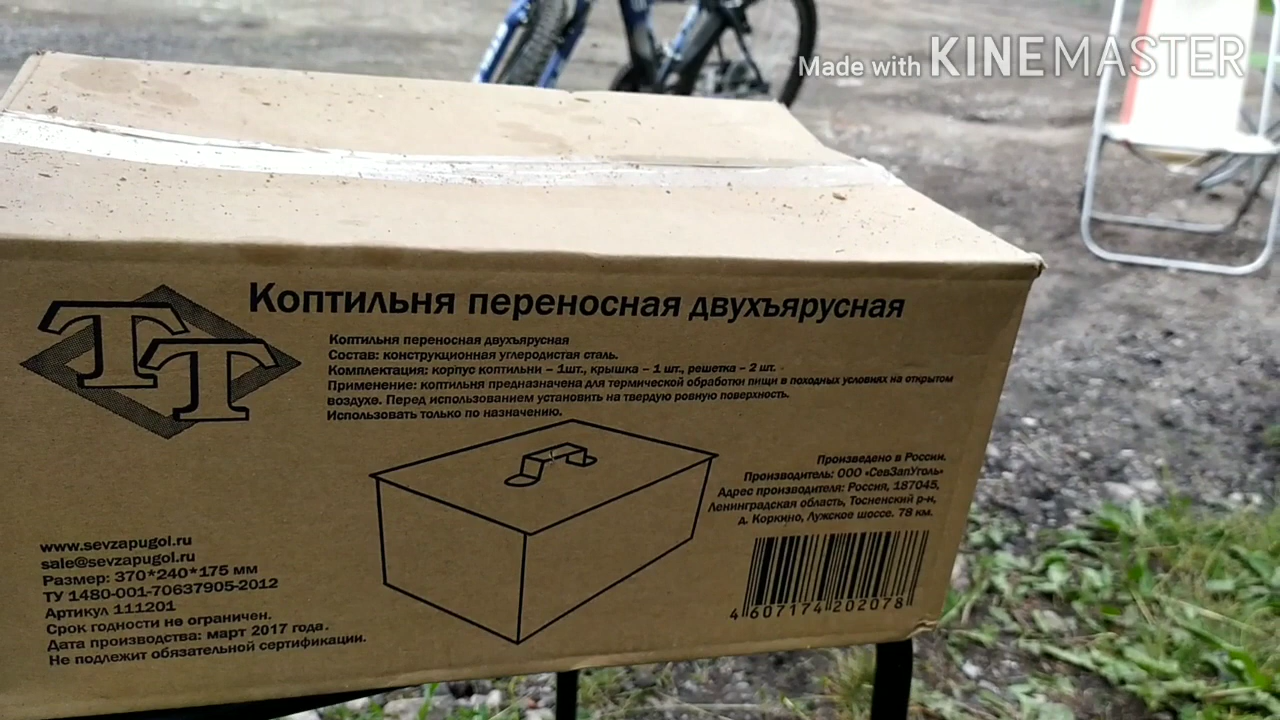 Made with KINEMASTER
TT
Коптильня переносная двухъярусная
Коптильня переносная двухъярусная
Состав: конструкционная углеродистая сталь.
Комплектация: корпус коптильни – 1шт., крышка – 1 шт., решетка – 2 шт.
Применение: коптильня предназначена для термической обработки пищи в походных условиях на открытом
воздухе. Перед использованием установить на твердую ровную поверхность.
Использовать только по назначению.
Произведено в России.
Производитель: ООО «СевЗапУголь»
Адрес производителя: Россия, 187045,
Ленинградская область, Тосненский р-н,
д. Коркино, Лужское шоссе. 78 км.
www.sevzapugol.ru
sale@sevzapugol.ru
Размер: 370*240*175 мм
ТУ 1480-001-70637905-2012
Артикул 111201
Срок годности не ограничен.
Дата производства: март 2017 года.
Не подлежит обязательной сертификации.
4 607174 202078